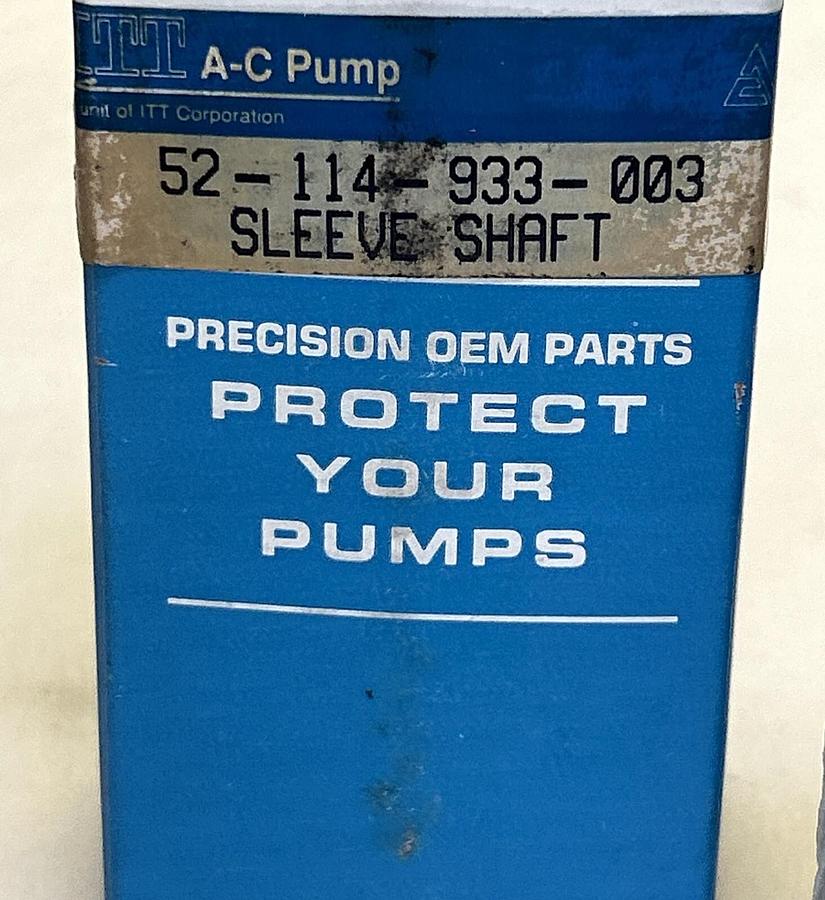 ITT A-C Pump
unit of ITT Corporation
52-114-933-003
SLEEVE SHAFT
PRECISION OEM PARTS
PROTECT
YOUR
PUMPS